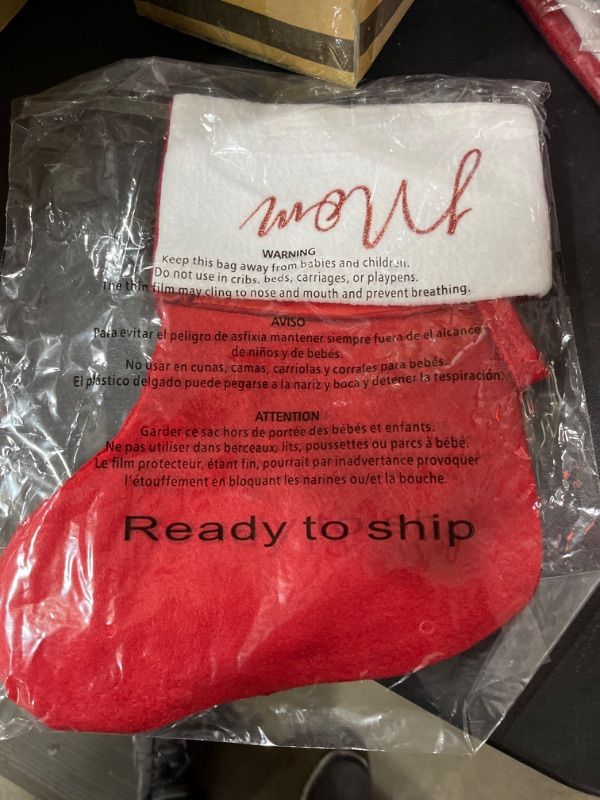 Mom
WARNING
Keep this bag away from babies and children.
Do not use in cribs, beds, carriages, or playpens.
The thin film may cling to nose and mouth and prevent breathing.
AVISO
Para evitar el peligro de asfixia mantener siempre fuera de el alcance
de niños y de bebés.
No usar en cunas, camas, carriolas y corrales para bebés.
El plástico delgado puede pegarse a la nariz y boca y detener la respiración.
ATTENTION
Garder ce sac hors de portée des bébés et enfants.
Ne pas utiliser dans berceaux, lits, poussettes ou parcs à bébé.
Le film protecteur, étant fin, pourrait par inadvertance provoquer
l'étouffement en bloquant les narines ou/et la bouche.
Ready to ship